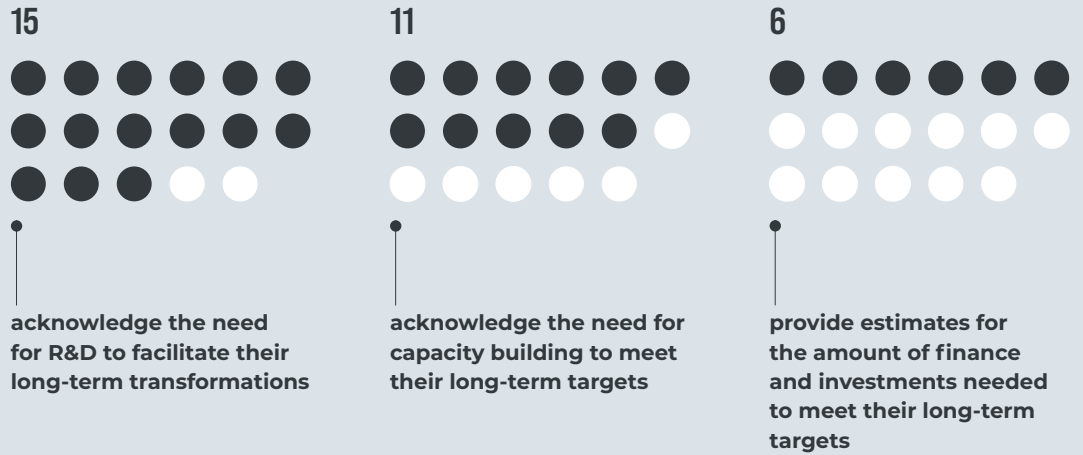 15
acknowledge the need
for R&D to facilitate their
long-term transformations
11
acknowledge the need for
capacity building to meet
their long-term targets
6
provide estimates for
the amount of finance
and investments needed
to meet their long-term
targets